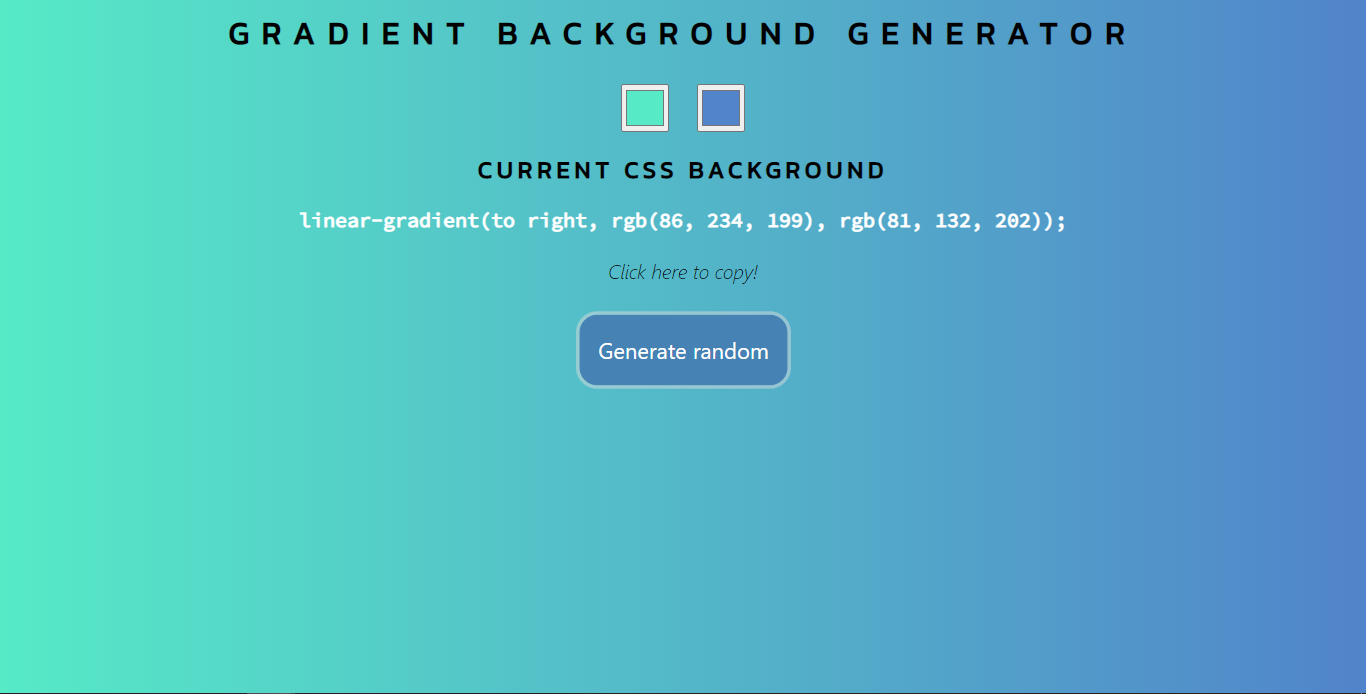 GRADIENT BACKGROUND GENERATOR
CURRENT CSS BACKGROUND
linear-gradient(to right, rgb(86, 234, 199), rgb(81, 132, 202));
Click here to copy!
Generate random